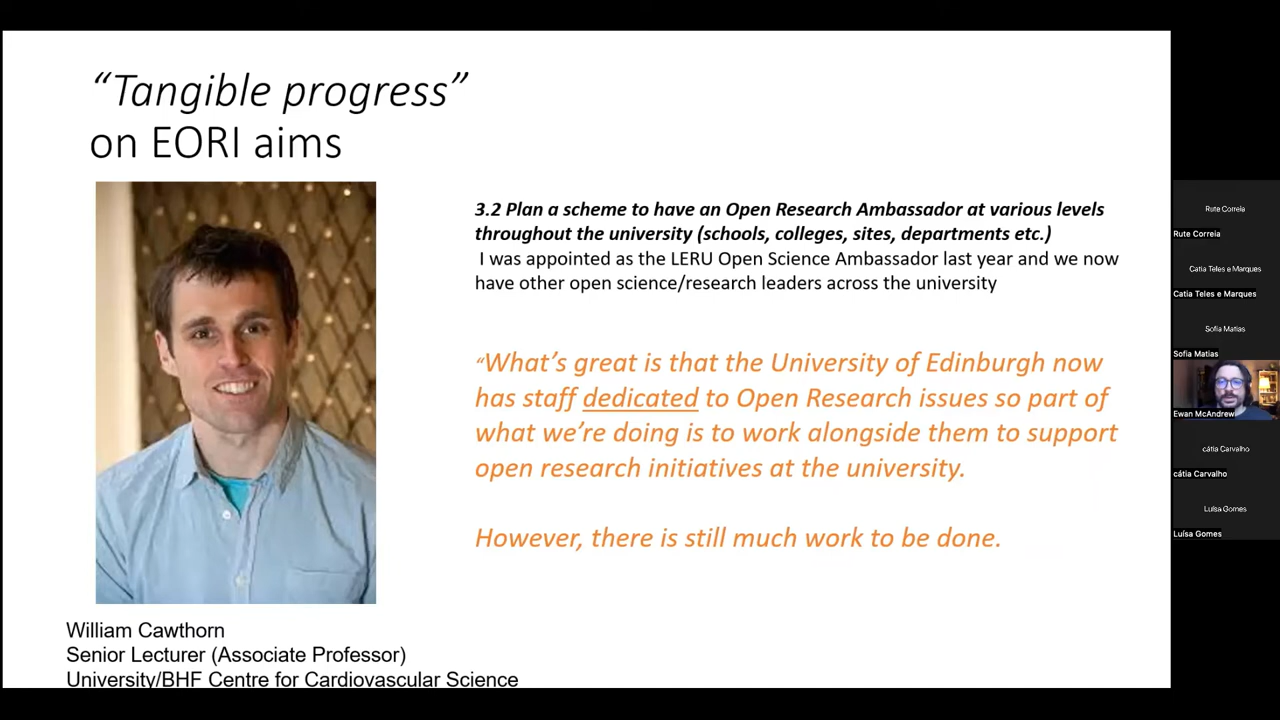 “Tangible progress”
on EORI aims
3.2 Plan a scheme to have an Open Research Ambassador at various levels
throughout the university (schools, colleges, sites, departments etc.)
I was appointed as the LERU Open Science Ambassador last year and we now
have other open science/research leaders across the university
“What’s great is that the University of Edinburgh now
has staff dedicated to Open Research issues so part of
what we’re doing is to work alongside them to support
open research initiatives at the university.
However, there is still much work to be done.
William Cawthorn
Senior Lecturer (Associate Professor)
University/BHF Centre for Cardiovascular Science
Rute Correia
Rute Correia
Catia Teles e Marques
Catia Teles e Marques
Sofia Matias
Sofia Matias
Ewan McAndrew
cátia Carvalho
cátia Carvalho
Luísa Gomes
Luísa Gomes